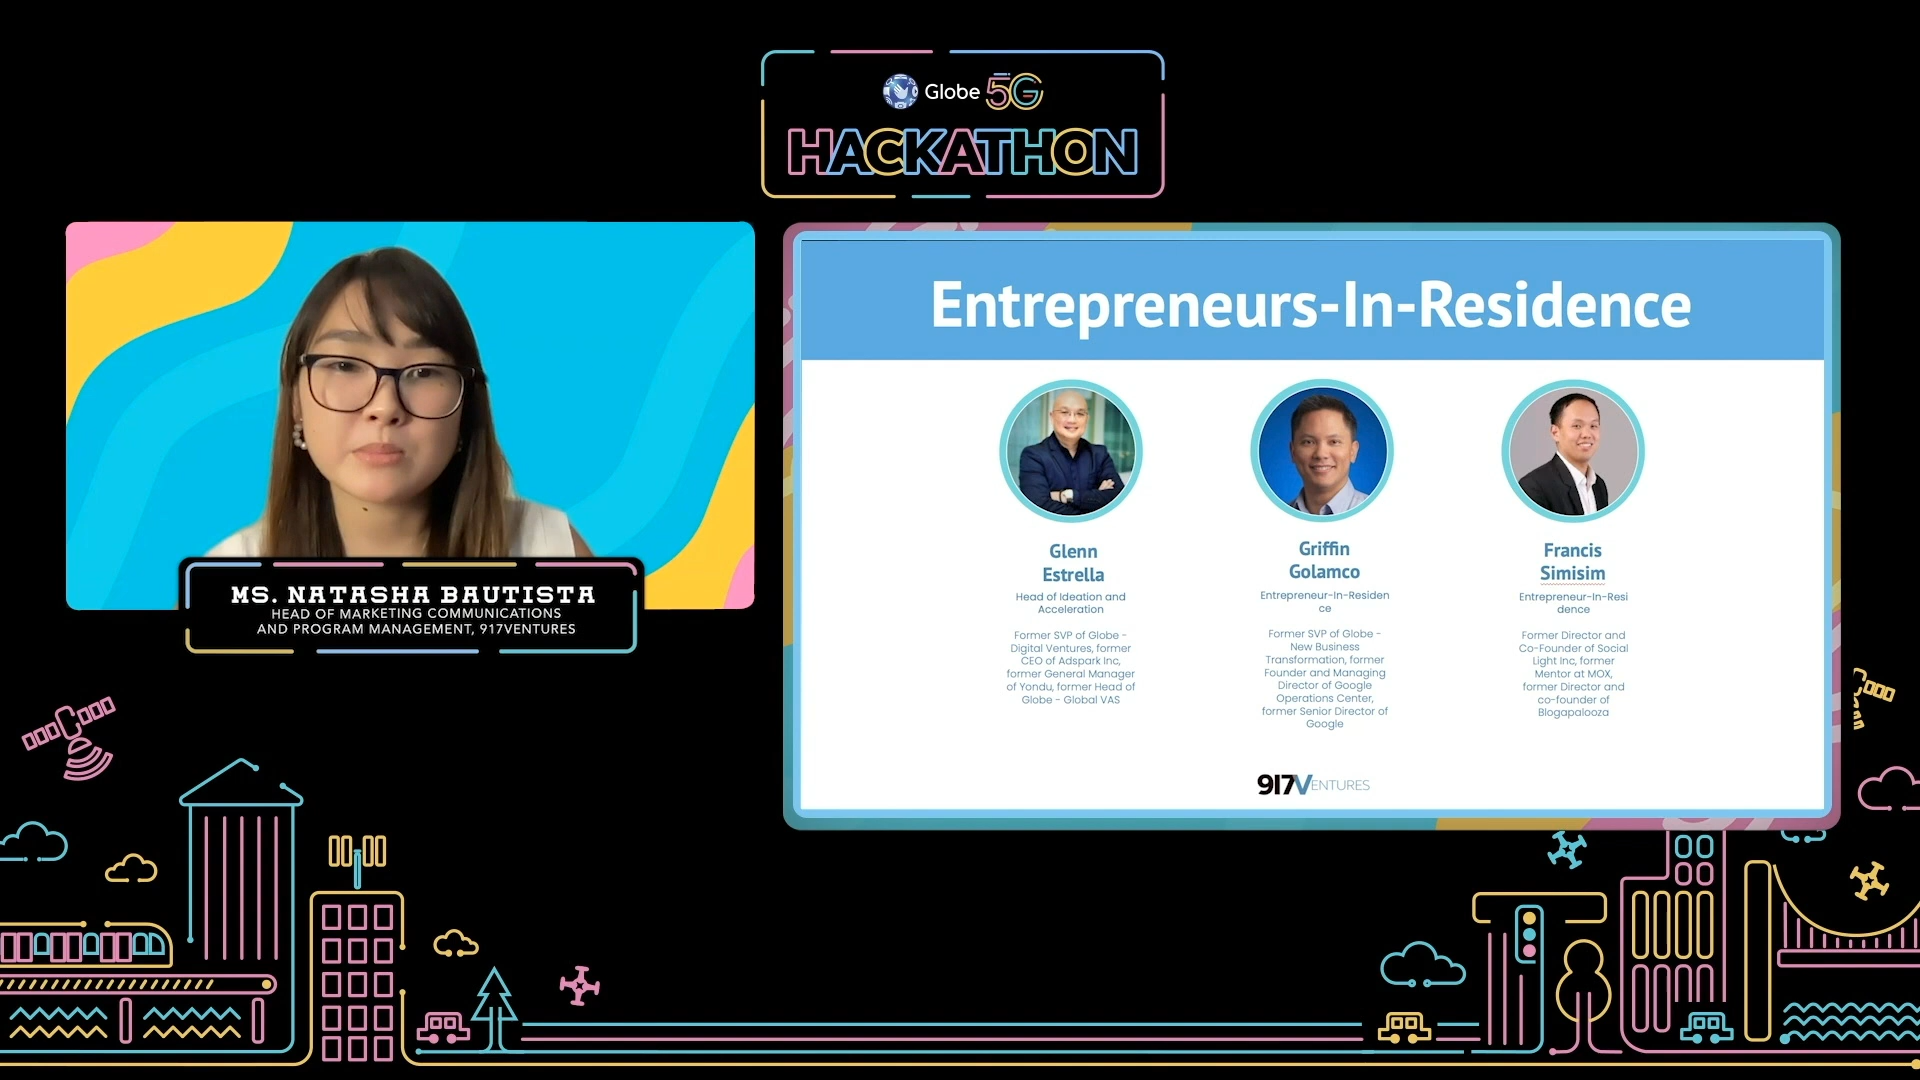 Globe 5G
HACKATHON
MS. NATASHA BAUTISTA
HEAD OF MARKETING COMMUNICATIONS
AND PROGRAM MANAGEMENT, 917VENTURES
Entrepreneurs-In-Residence
Glenn
Estrella
Head of Ideation and
Acceleration
Former SVP of Globe -
Digital Ventures, former
CEO of Adspark Inc,
former General Manager
of Yondu, former Head of
Globe - Global VAS
Griffin
Golamco
Entrepreneur-In-Residen
ce
Former SVP of Globe -
New Business
Transformation, former
Founder and Managing
Director of Google
Operations Center,
former Senior Director of
Google
Francis
Simisim
Entrepreneur-In-Resi
dence
Former Director and
Co-Founder of Social
Light Inc, former
Mentor at MOX,
former Director and
co-founder of
Blogapalooza
917VENTURES